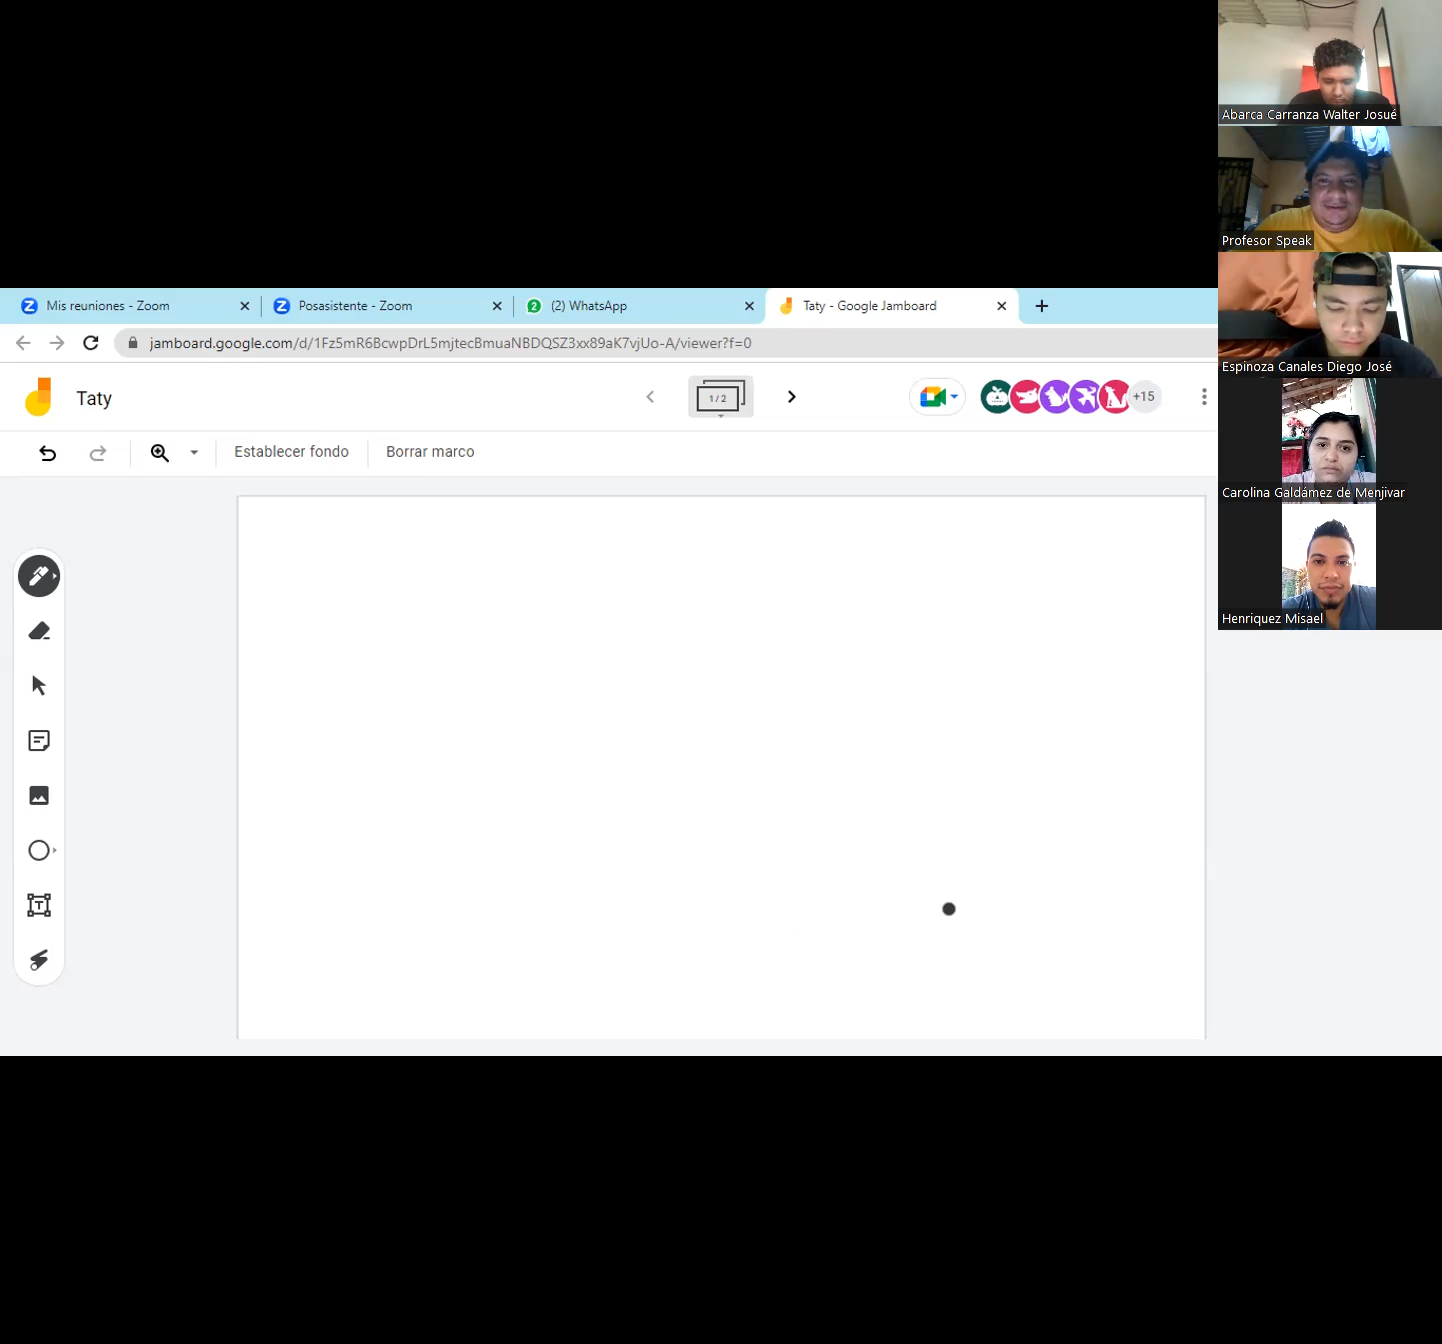 Abarca Carranza Walter Josué
Profesor Speak
Mis reuniones - Zoom
Posasistente - Zoom
2
(2) WhatsApp
Taty - Google Jamboard
jamboard.google.com/d/1Fz5mR6BcwpDrL5mjtecBmuaNBDQSZ3xx89aK7vjUo-A/viewer?f=0
Espinoza Canales Diego José
Taty
1 / 2
+15
Establecer fondo
Borrar marco
Carolina Galdámez de Menjivar
Henriquez Misael
T